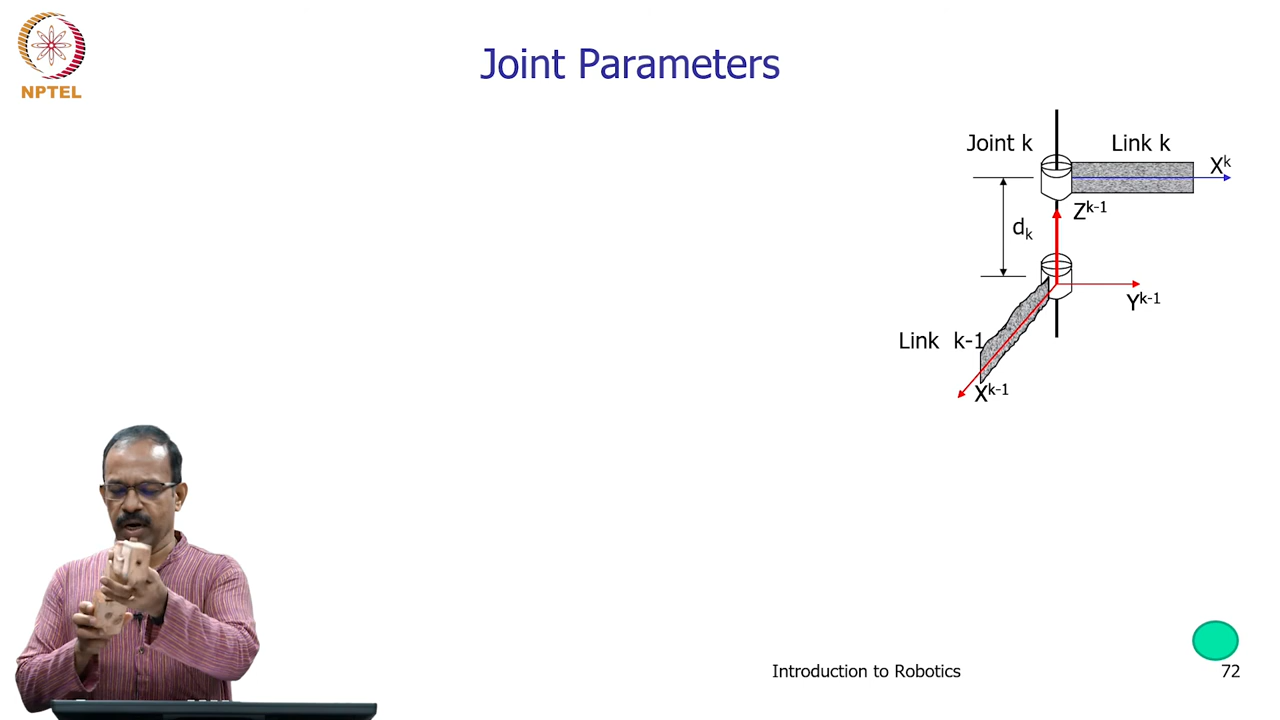 NPTEL
Joint Parameters
Joint k
Link k
X^k
Z^k-1
d_k
Y^k-1
Link k-1
X^k-1
Introduction to Robotics
72